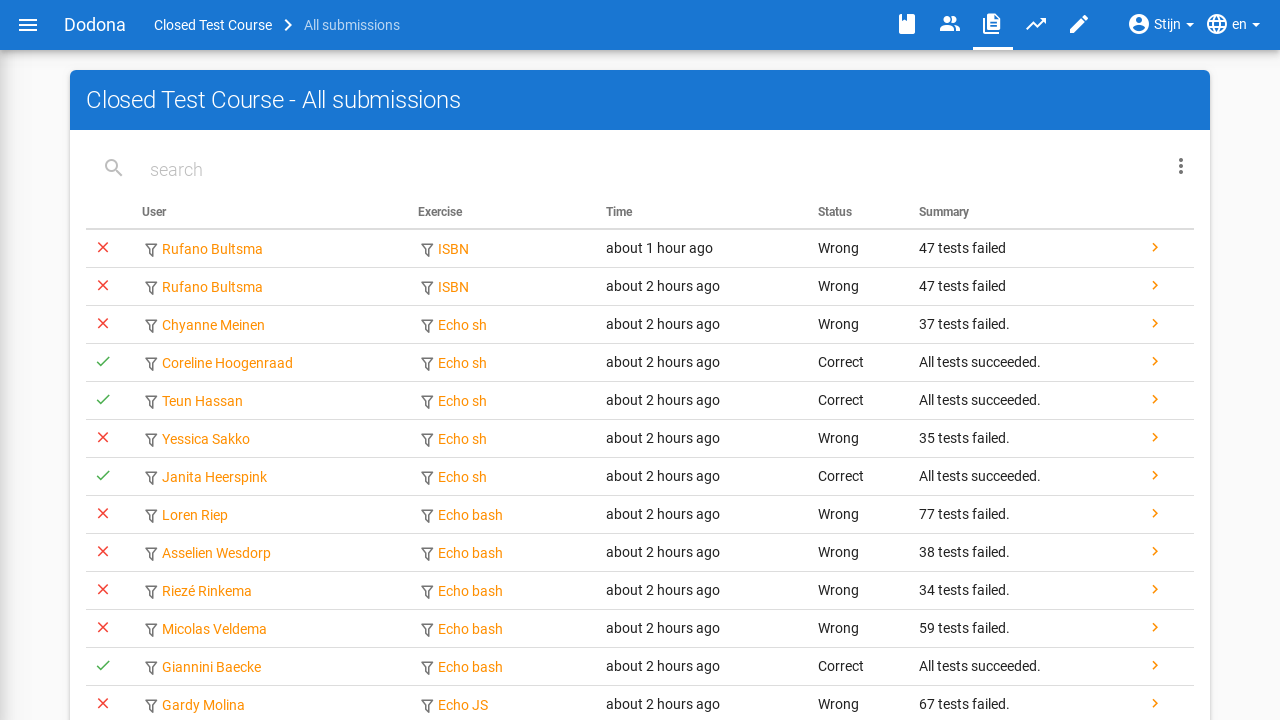 Dodona Closed Test Course All submissions Stijn en
Closed Test Course - All submissions
search
User Exercise Time Status Summary
Rufano Bultsma ISBN about 1 hour ago Wrong 47 tests failed
Rufano Bultsma ISBN about 2 hours ago Wrong 47 tests failed
Chyanne Meinen Echo sh about 2 hours ago Wrong 37 tests failed.
Coreline Hoogenraad Echo sh about 2 hours ago Correct All tests succeeded.
Teun Hassan Echo sh about 2 hours ago Correct All tests succeeded.
Yessica Sakko Echo sh about 2 hours ago Wrong 35 tests failed.
Janita Heerspink Echo sh about 2 hours ago Correct All tests succeeded.
Loren Riep Echo bash about 2 hours ago Wrong 77 tests failed.
Asselien Wesdorp Echo bash about 2 hours ago Wrong 38 tests failed.
Riezé Rinkema Echo bash about 2 hours ago Wrong 34 tests failed.
Micolas Veldema Echo bash about 2 hours ago Wrong 59 tests failed.
Giannini Baecke Echo bash about 2 hours ago Correct All tests succeeded.
Gardy Molina Echo JS about 2 hours ago Wrong 67 tests failed.